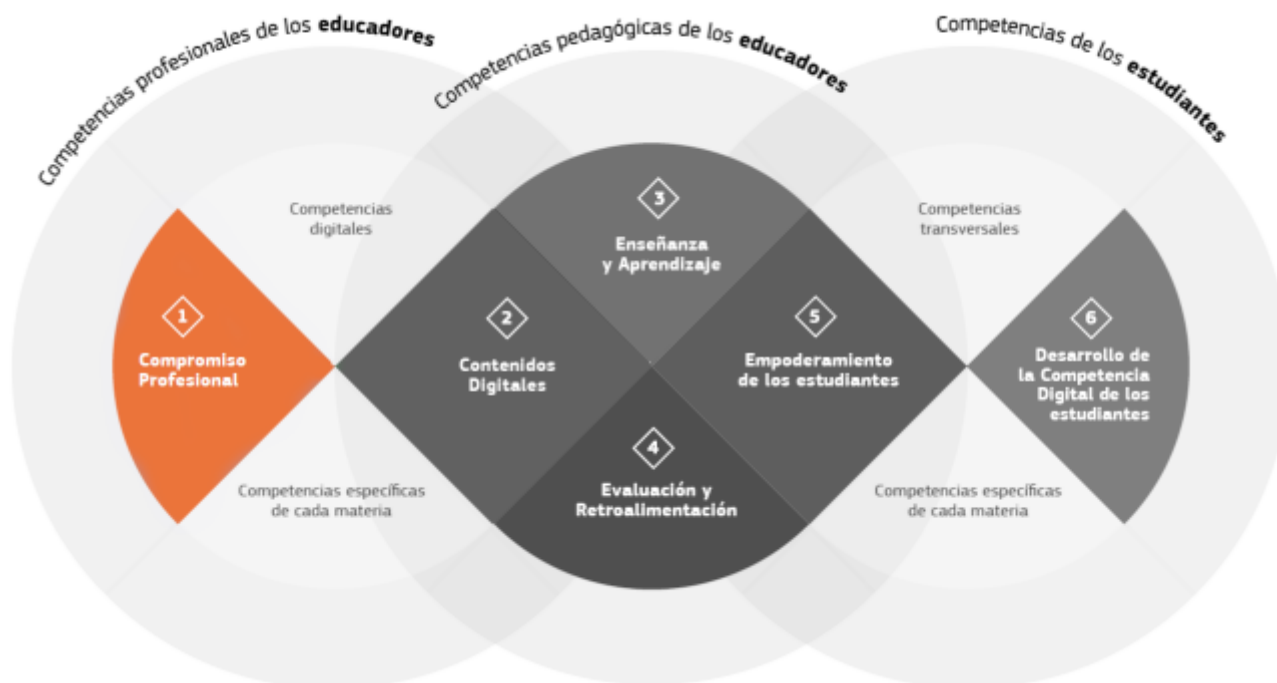 Competencias profesionales de los educadores
Competencias pedagógicas de los educadores
Competencias de los estudiantes
Competencias
digitales
Competencias específicas
de cada materia
Competencias
transversales
Competencias específicas
de cada materia
1
Compromiso
Profesional
2
Contenidos
Digitales
3
Enseñanza
y Aprendizaje
4
Evaluación y
Retroalimentación
5
Empoderamiento
de los estudiantes
6
Desarrollo de
la Competencia
Digital de los
estudiantes